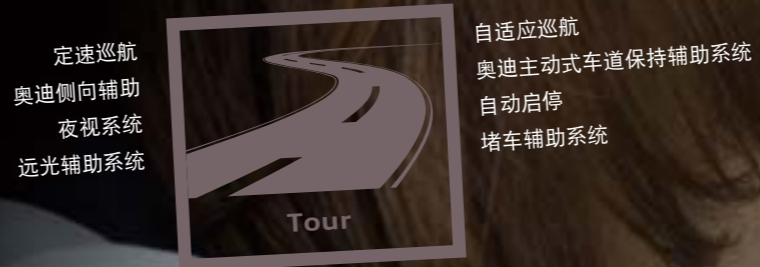 定速巡航
奥迪侧向辅助
夜视系统
远光辅助系统
Tour
自适应巡航
奥迪主动式车道保持辅助系统
自动启停
堵车辅助系统